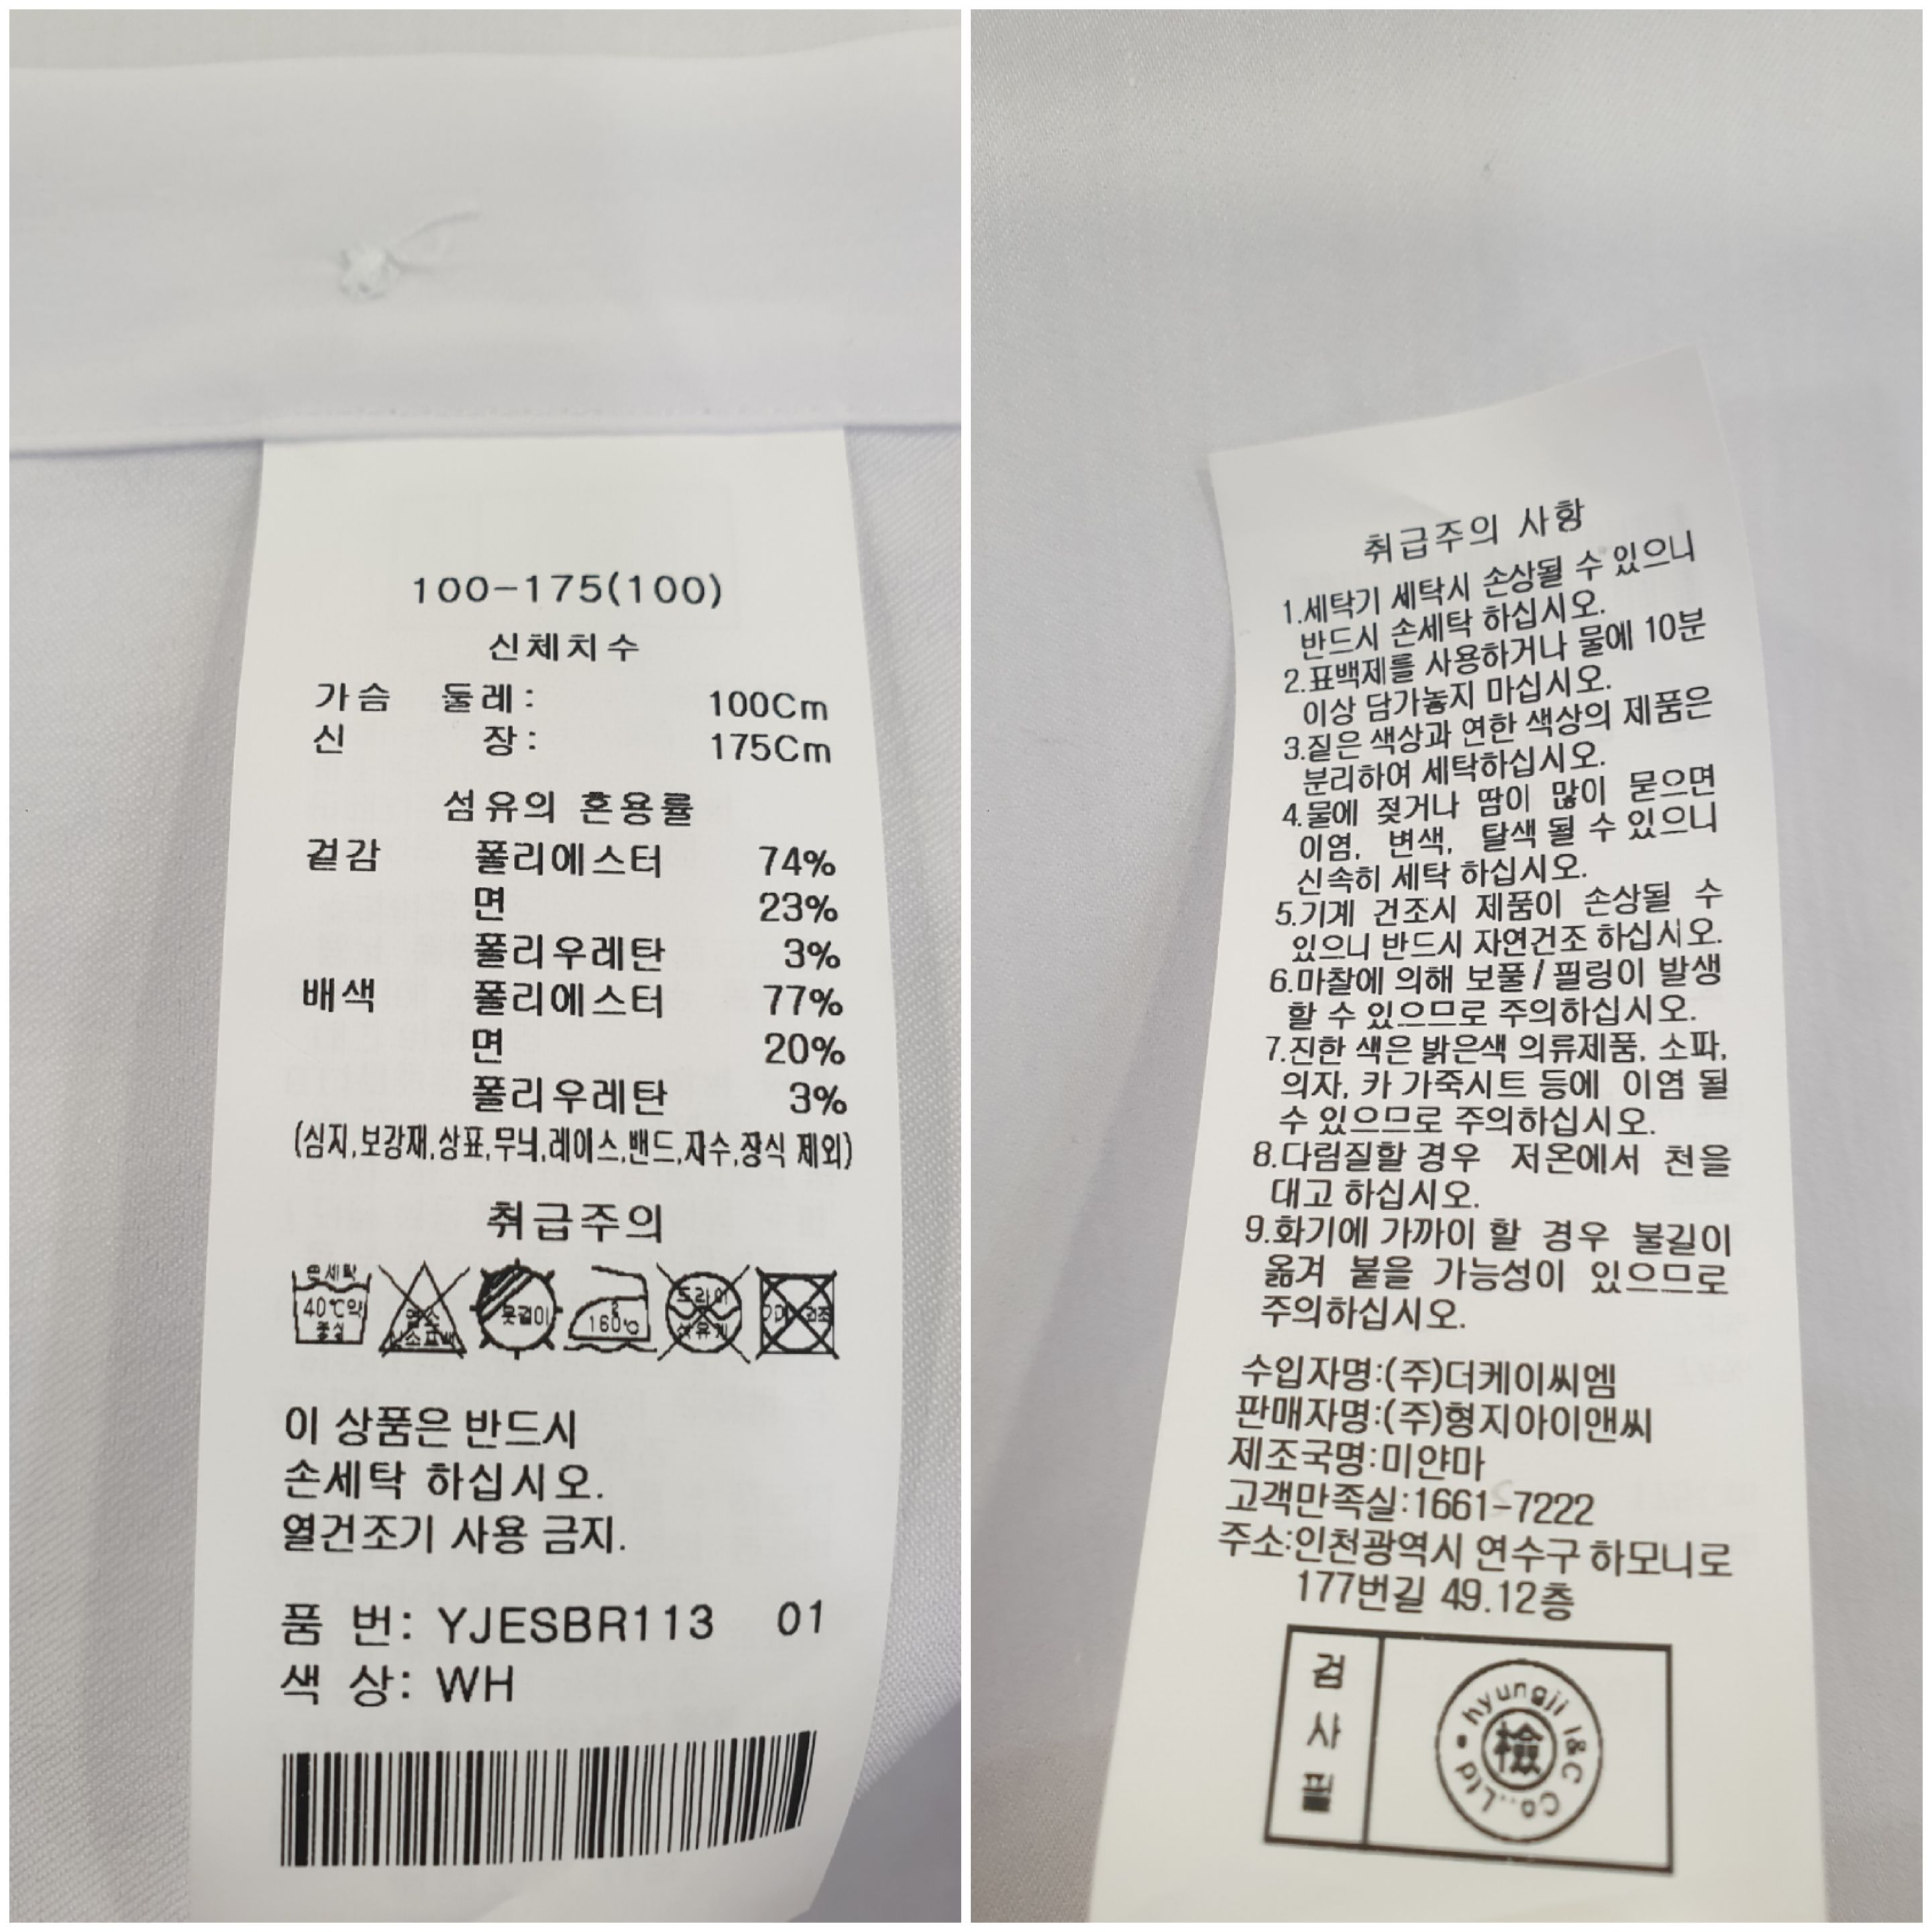 100-175(100)
신체치수
가슴 둘레: 100Cm
신 장: 175Cm
섬유의 혼용률
겉감 폴리에스터 74%
면 23%
폴리우레탄 3%
배색 폴리에스터 77%
면 20%
폴리우레탄 3%
(심지,보강재,상표,무늬,레이스,밴드,자수,장식 제외)
취급주의
손세탁
40℃약
중성
염소
산소표백
옷걸이
160℃
드라이
석유계
건조
이 상품은 반드시
손세탁 하십시오.
열건조기 사용 금지.
품 번: YJESBR113 01
색 상: WH
취급주의 사항
1.세탁기 세탁시 손상될 수 있으니
반드시 손세탁 하십시오.
2.표백제를 사용하거나 물에 10분
이상 담가놓지 마십시오.
3.짙은 색상과 연한 색상의 제품은
분리하여 세탁하십시오.
4.물에 젖거나 땀이 많이 묻으면
이염, 변색, 탈색 될 수 있으니
신속히 세탁 하십시오.
5.기계 건조시 제품이 손상될 수
있으니 반드시 자연건조 하십시오.
6.마찰에 의해 보풀/필링이 발생
할 수 있으므로 주의하십시오.
7.진한 색은 밝은색 의류제품, 소파,
의자, 카 가죽시트 등에 이염 될
수 있으므로 주의하십시오.
8.다림질할 경우 저온에서 천을
대고 하십시오.
9.화기에 가까이 할 경우 불길이
옮겨 붙을 가능성이 있으므로
주의하십시오.
수입자명:(주)더케이씨엠
판매자명:(주)형지아이앤씨
제조국명:미얀마
고객만족실:1661-7222
주소:인천광역시 연수구 하모니로
177번길 49.12층
검사필
hyungji I&C Co.,Ltd
檢